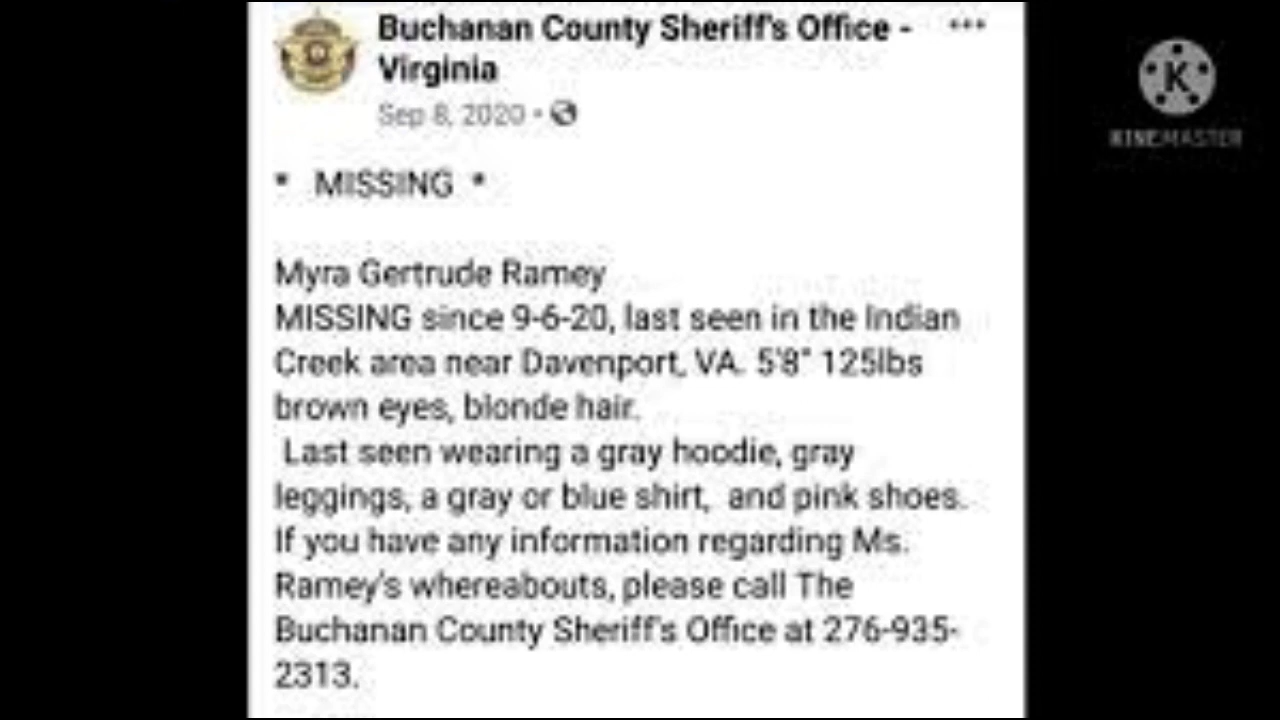 Buchanan County Sheriff's Office -
Virginia
Sep 8, 2020 •
* MISSING *
Myra Gertrude Ramey
MISSING since 9-6-20, last seen in the Indian
Creek area near Davenport, VA. 5'8" 125lbs
brown eyes, blonde hair.
Last seen wearing a gray hoodie, gray
leggings, a gray or blue shirt, and pink shoes.
If you have any information regarding Ms.
Ramey's whereabouts, please call The
Buchanan County Sheriff's Office at 276-935-
2313.
K
KINEMASTER